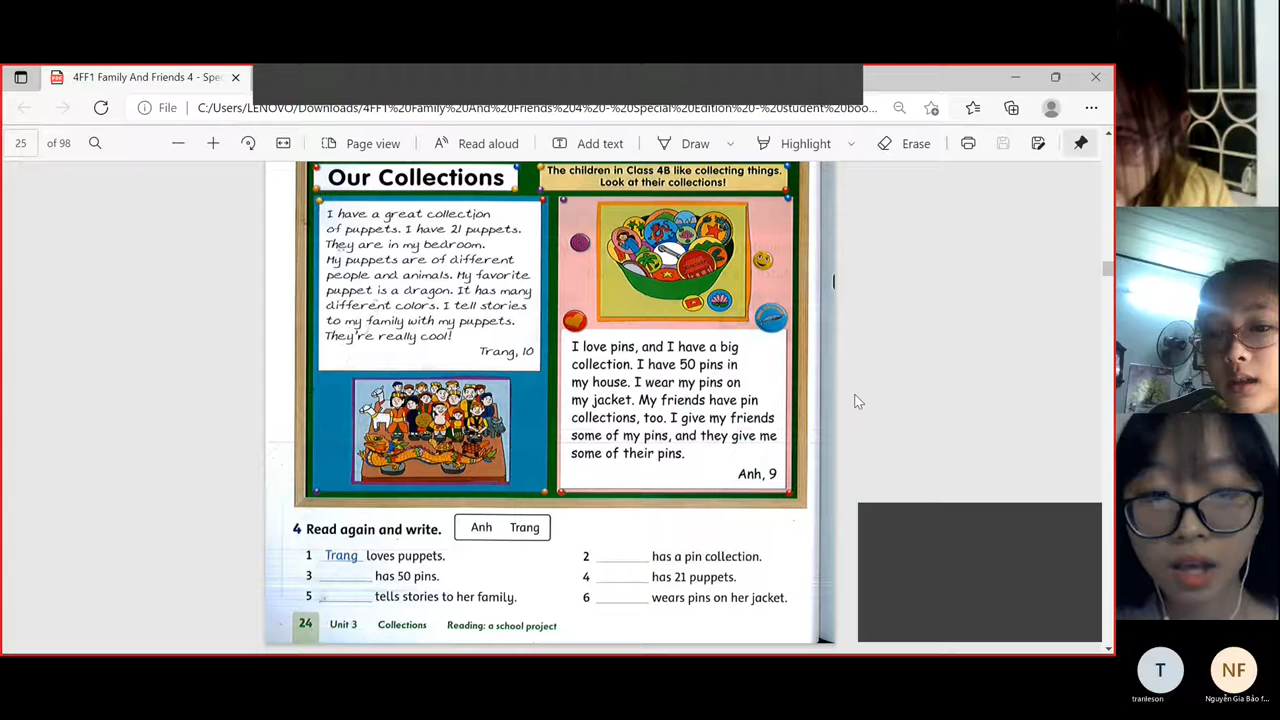 4FF1 Family And Friends 4 - Spe
File
C:/Users/LENOVO/Downloads/4FF1%20Family%20And%20Friends%204%20-%20Special%20Edition%20-%20student%20boo...
25 of 98
Page view
Read aloud
Add text
Draw
Highlight
Erase
Our Collections
The children in Class 4B like collecting things.
Look at their collections!
I have a great collection
of puppets. I have 21 puppets.
They are in my bedroom.
My puppets are of different
people and animals. My favorite
puppet is a dragon. It has many
different colors. I tell stories
to my family with my puppets.
They're really cool!
Trang, 10
I love pins, and I have a big
collection. I have 50 pins in
my house. I wear my pins on
my jacket. My friends have pin
collections, too. I give my friends
some of my pins, and they give me
some of their pins.
Anh, 9
4 Read again and write.
Anh Trang
1 Trang loves puppets.
2 ______ has a pin collection.
3 ______ has 50 pins.
4 ______ has 21 puppets.
5 ______ tells stories to her family.
6 ______ wears pins on her jacket.
24 Unit 3 Collections Reading: a school project
T
tranleson
NF
Nguyễn Gia Bảo f...